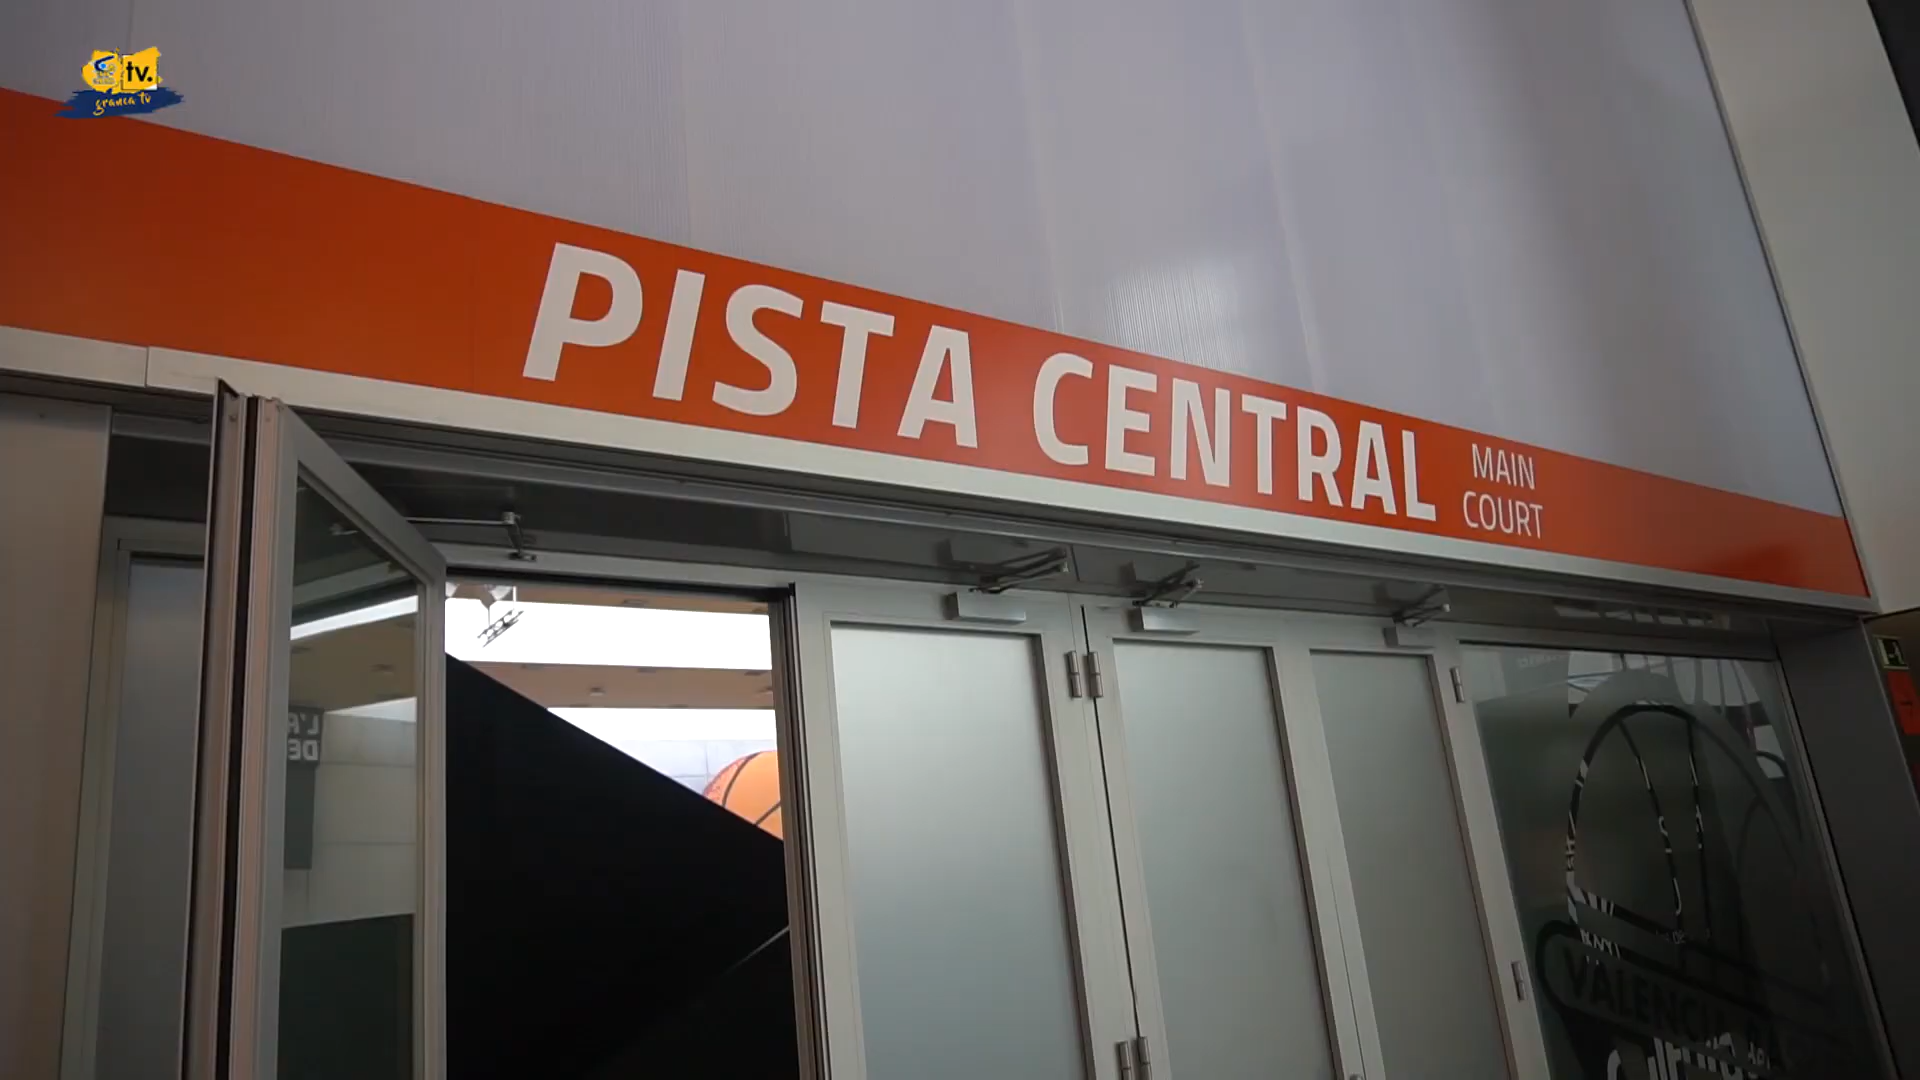 tv.
granca tv
PISTA CENTRAL
MAIN
COURT
VALENCIA